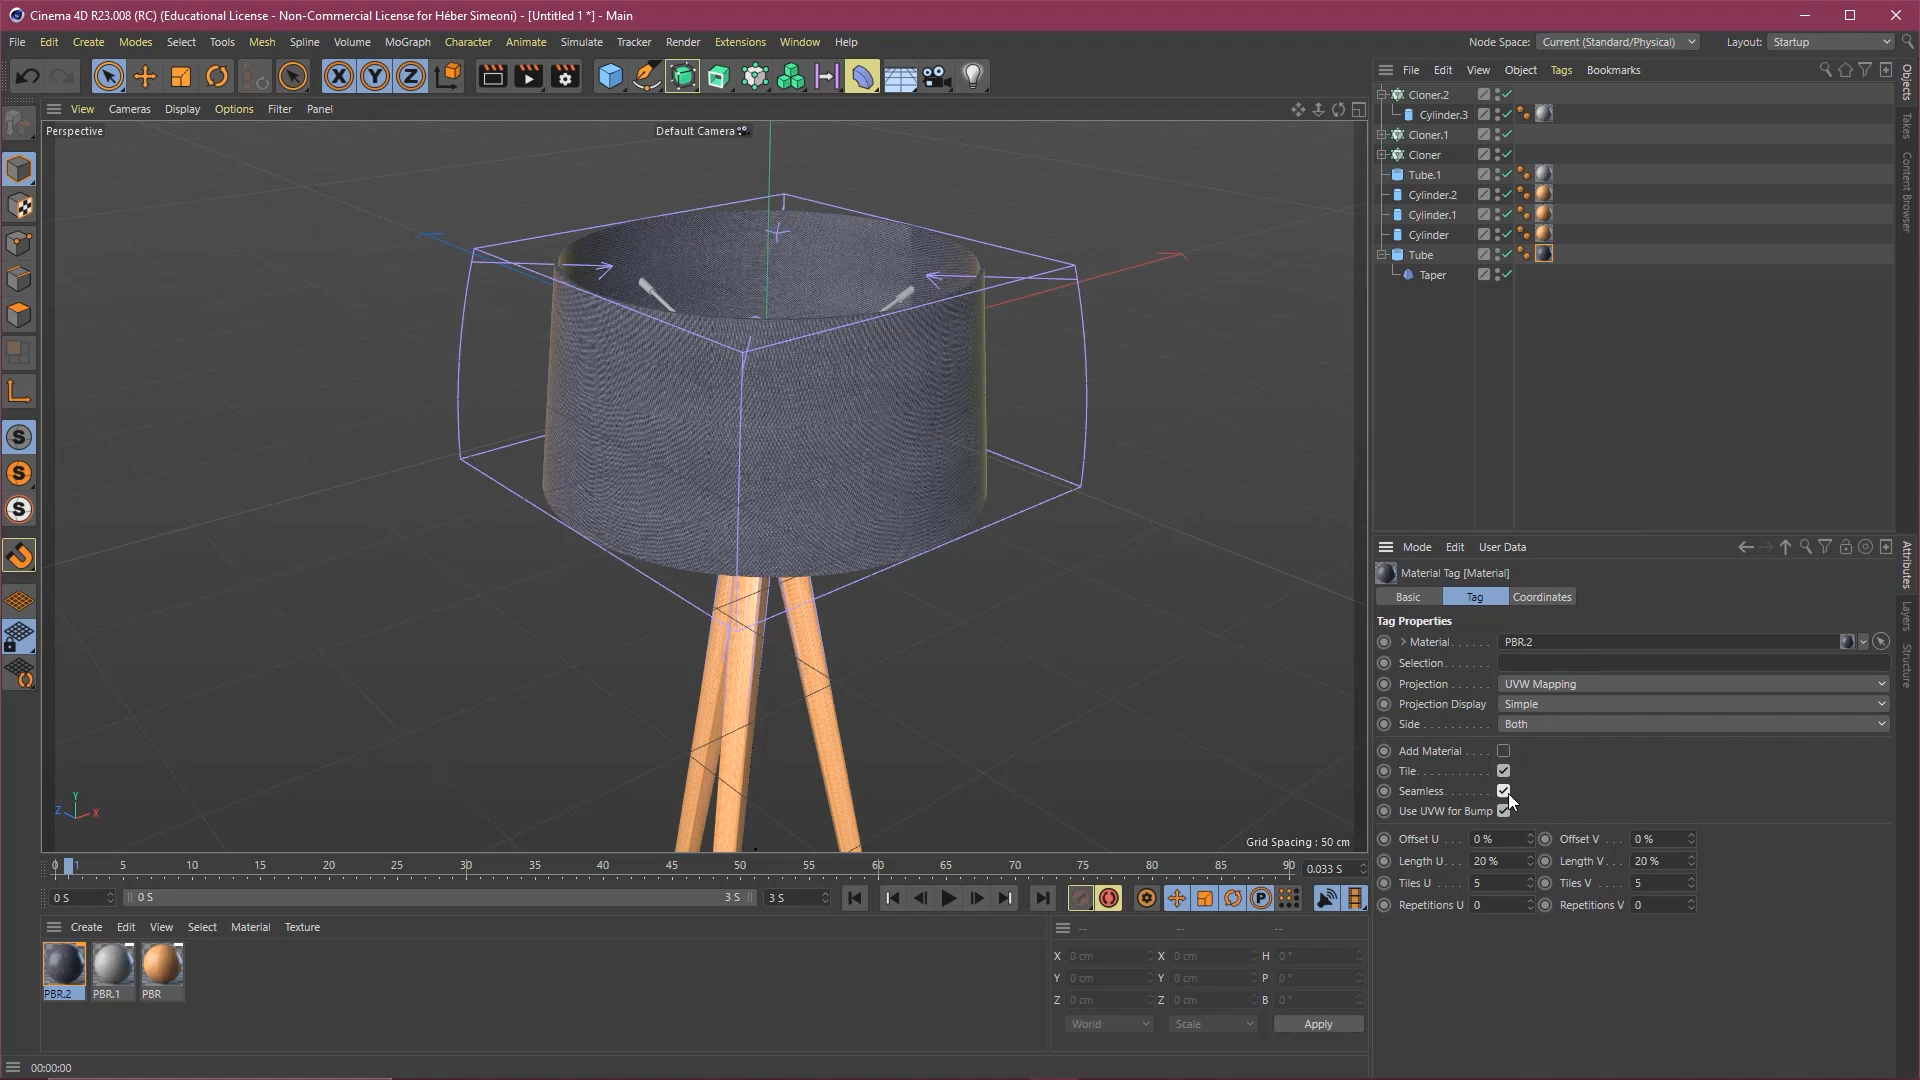 Cinema 4D R23.008 (RC) (Educational License - Non-Commercial License for Héber Simeoni) - [Untitled 1 *] - Main
File Edit Create Modes Select Tools Mesh Spline Volume MoGraph Character Animate Simulate Tracker Render Extensions Window Help Node Space: Current (Standard/Physical) Layout: Startup
File Edit View Object Tags Bookmarks
X Y Z
View Cameras Display Options Filter Panel
Perspective
Default Camera
Cloner.2
Cylinder.3
Cloner.1
Cloner
Tube.1
Cylinder.2
Cylinder.1
Cylinder
Tube
Taper
Objects
Takes
Content Browser
S
S
S
Mode Edit User Data
Material Tag [Material]
Basic Tag Coordinates
Tag Properties
Material . . . . . . PBR.2
Selection . . . . . .
Projection . . . . . . UVW Mapping
Projection Display Simple
Side . . . . . . . . . Both
Add Material . . . .
Tile. . . . . . . . . . .
Seamless. . . . . . .
Use UVW for Bump
Offset U . . . 0 % Offset V . . . 0 %
Length U . . 20 % Length V . . . 20 %
Tiles U . . . . 5 Tiles V . . . . 5
Repetitions U 0 Repetitions V 0
Attributes
Layers
Structure
Y
Z X
Grid Spacing : 50 cm
0 1 5 10 15 20 25 30 35 40 45 50 55 60 65 70 75 80 85 90 0.033 S
0 S 0 S 3 S 3 S
P
Create Edit View Select Material Texture
PBR.2 PBR.1 PBR
-- -- --
X 0 cm X 0 cm H 0 °
Y 0 cm Y 0 cm P 0 °
Z 0 cm Z 0 cm B 0 °
World Scale Apply
00:00:00